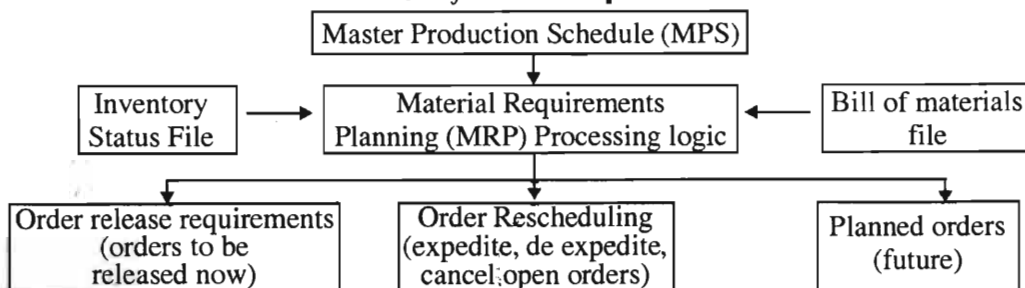 Master Production Schedule (MPS)
Inventory
Status File
Material Requirements
Planning (MRP) Processing logic
Bill of materials
file
Order release requirements
(orders to be
released now)
Order Rescheduling
(expedite, de expedite,
cancel open orders)
Planned orders
(future)